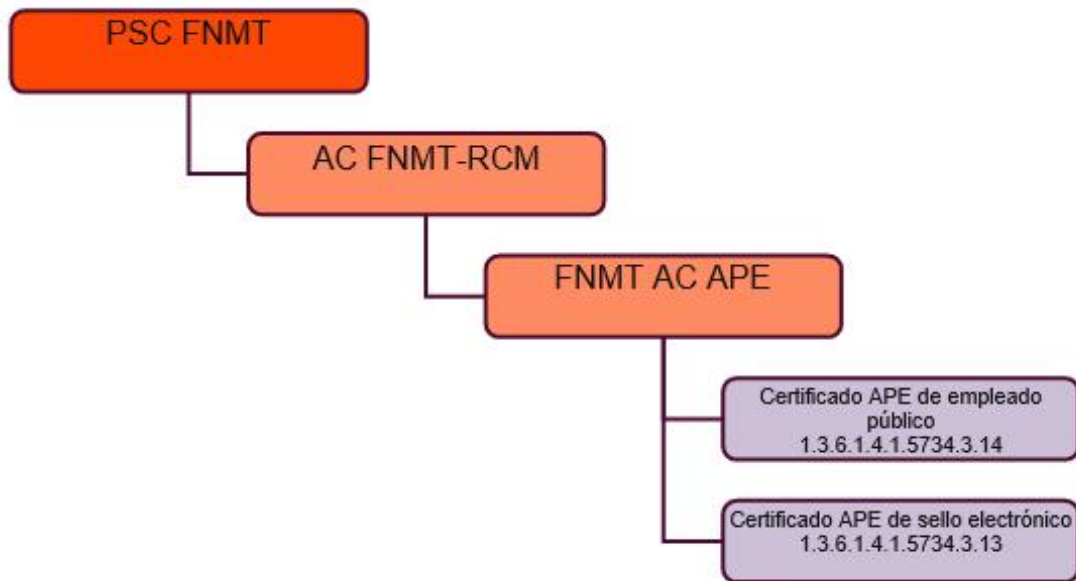 PSC FNMT
AC FNMT-RCM
FNMT AC APE
Certificado APE de empleado
público
1.3.6.1.4.1.5734.3.14
Certificado APE de sello electrónico
1.3.6.1.4.1.5734.3.13